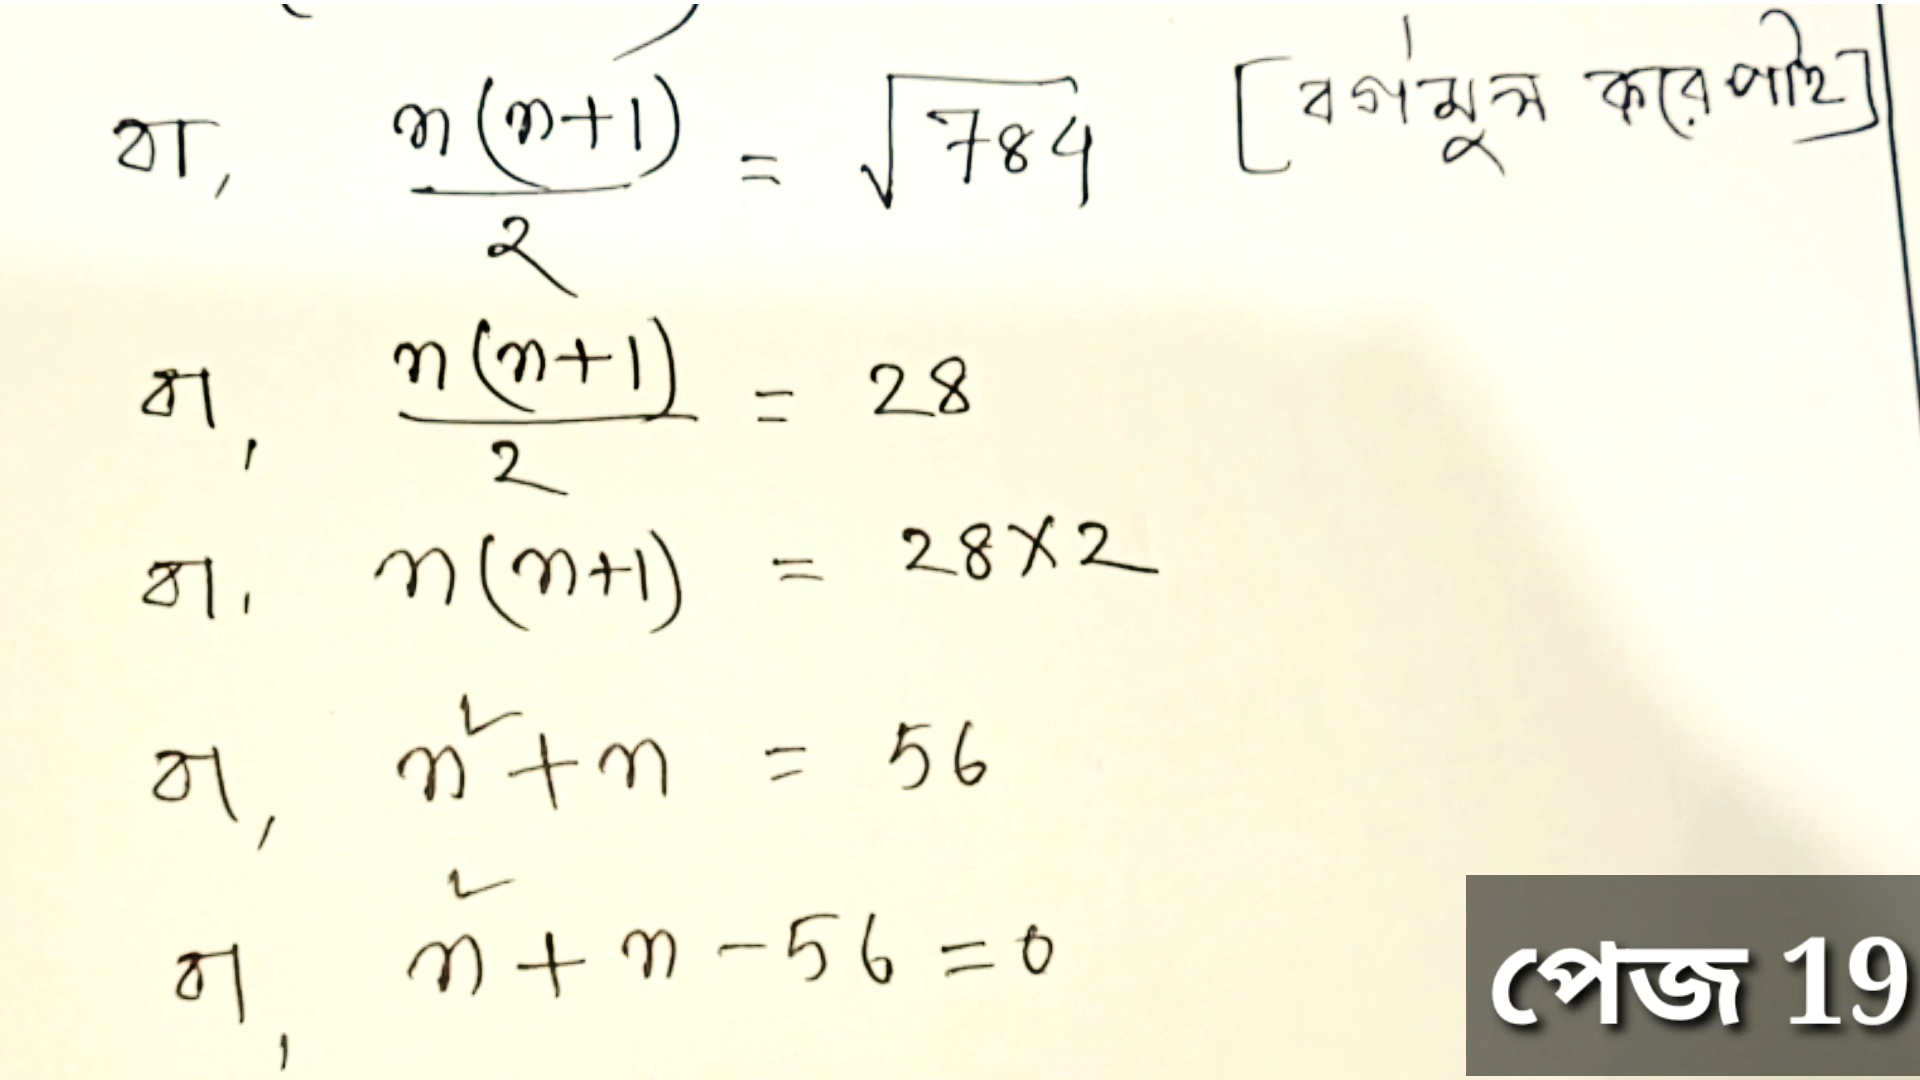 বা, n(n+1)/2 = √784 [বর্গমূল করে পাই]
বা, n(n+1)/2 = 28
বা, n(n+1) = 28×2
বা, n² + n = 56
বা, n² + n - 56 = 0
পেজ 19